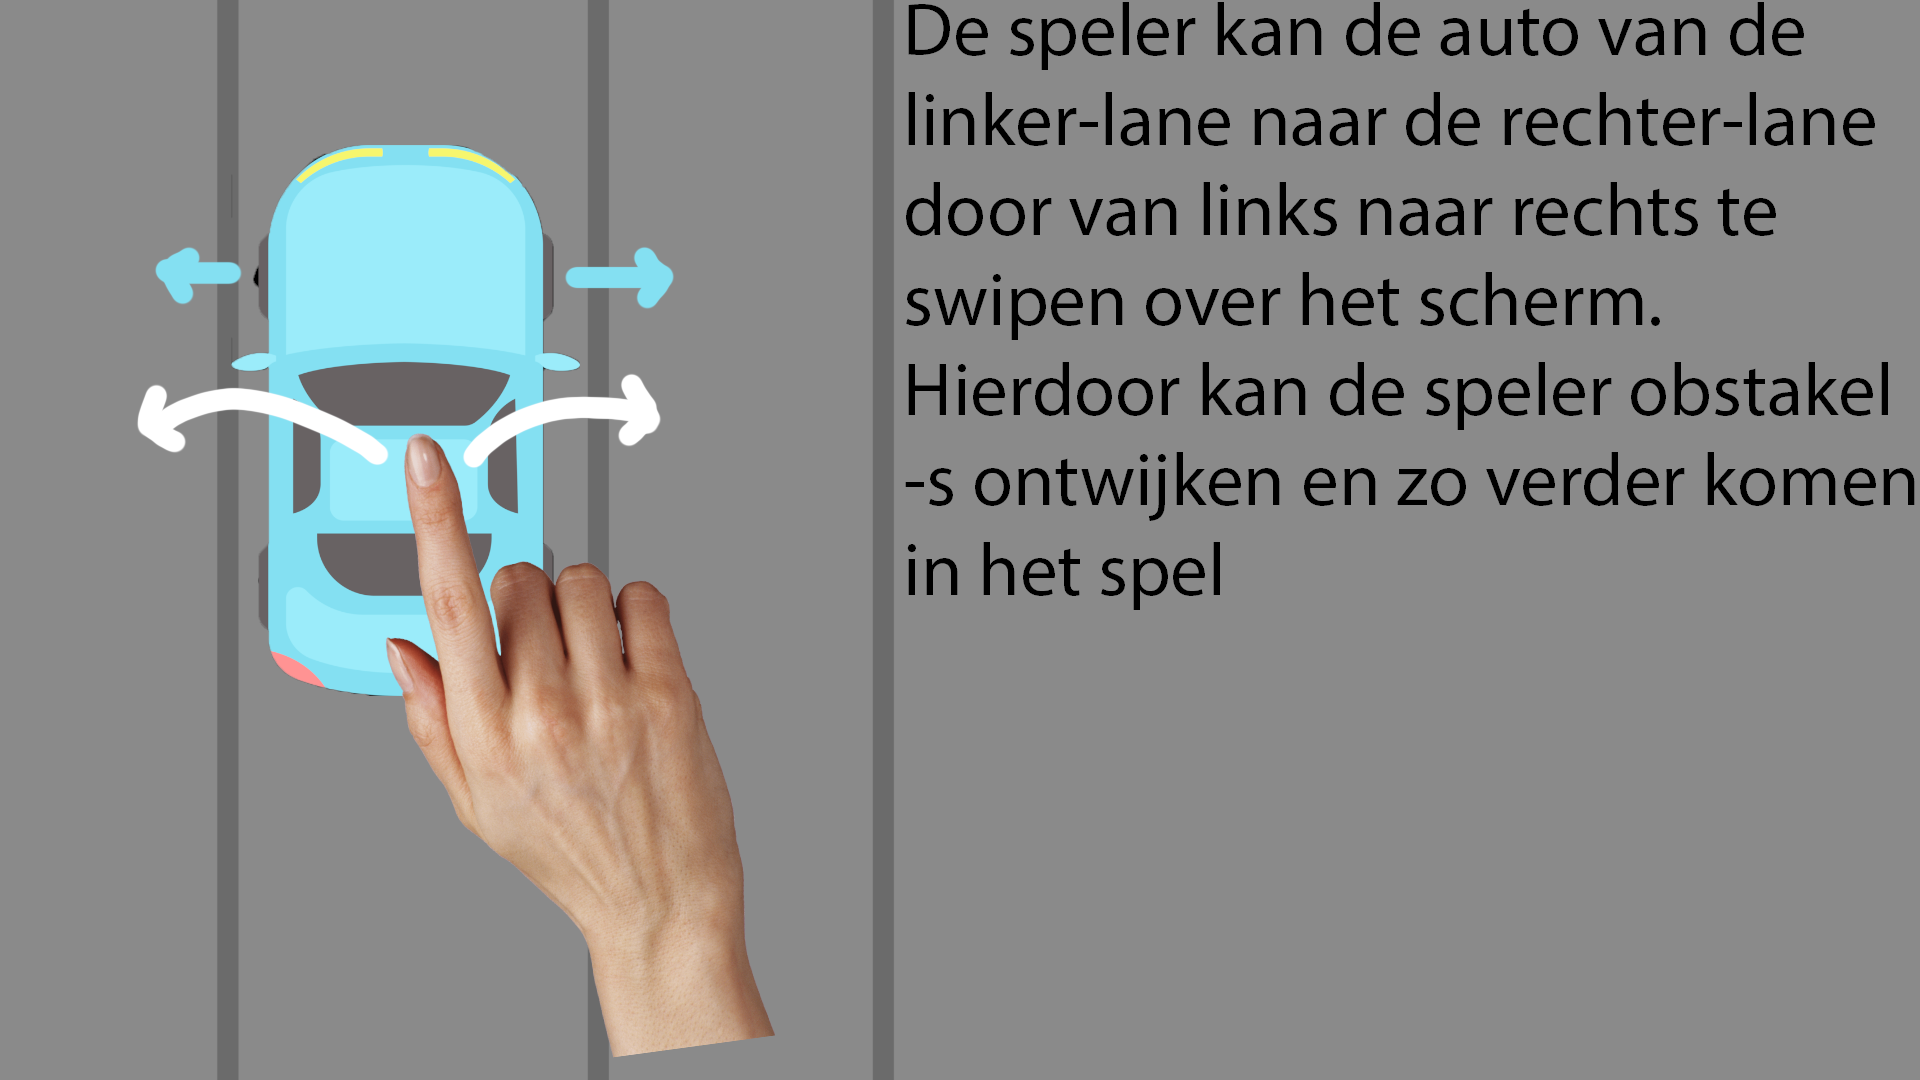 De speler kan de auto van de
linker-lane naar de rechter-lane
door van links naar rechts te
swipen over het scherm.
Hierdoor kan de speler obstakel
-s ontwijken en zo verder komen
in het spel